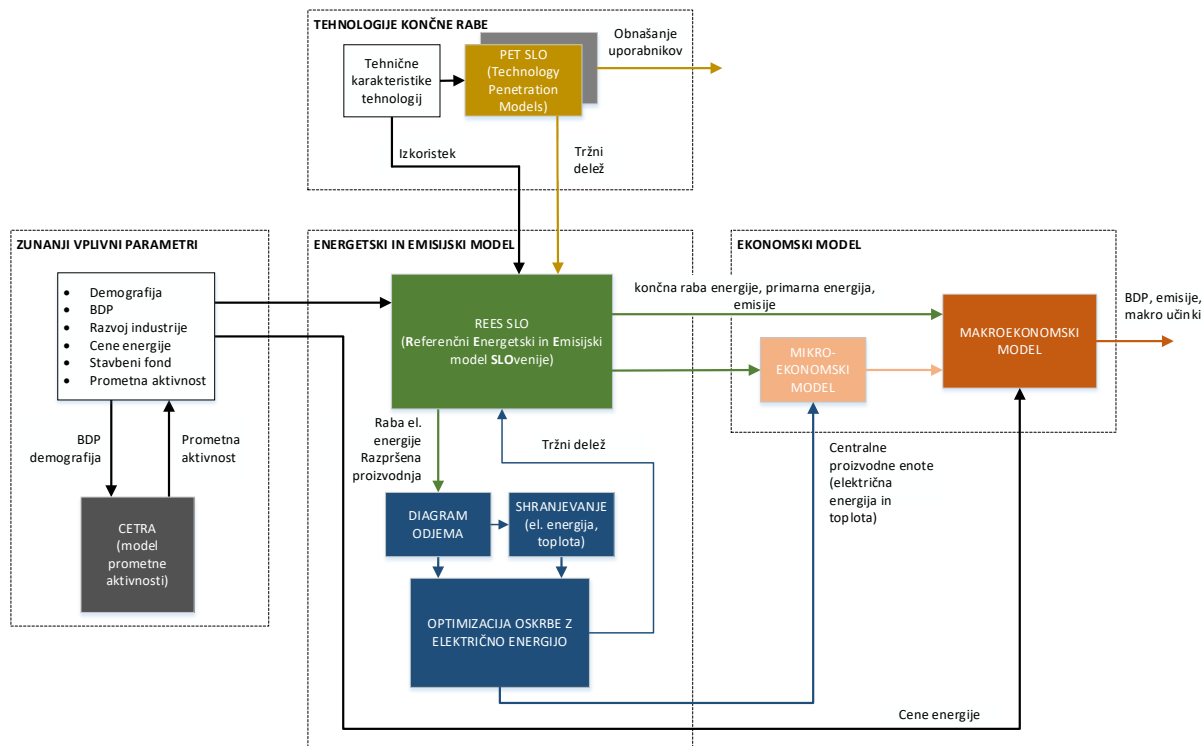 TEHNOLOGIJE KONČNE RABE
Tehnične
karakteristike
tehnologij
PET SLO
(Technology
Penetration
Models)
Obnašanje
uporabnikov
Izkoristek
Tržni
delež
ZUNANJI VPLIVNI PARAMETRI
• Demografija
• BDP
• Razvoj industrije
• Cene energije
• Stavbeni fond
• Prometna aktivnost
BDP
demografija
Prometna
aktivnost
CETRA
(model
prometne
aktivnosti)
ENERGETSKI IN EMISIJSKI MODEL
REES SLO
(Referenčni Energetski in Emisijski
model SLOvenije)
Raba el.
energije
Razpršena
proizvodnja
Tržni delež
DIAGRAM
ODJEMA
SHRANJEVANJE
(el. energija,
toplota)
OPTIMIZACIJA OSKRBE Z
ELEKTRIČNO ENERGIJO
EKONOMSKI MODEL
končna raba energije, primarna energija,
emisije
MIKRO-
EKONOMSKI
MODEL
MAKROEKONOMSKI
MODEL
BDP, emisije,
makro učinki
Centralne
proizvodne enote
(električna
energija in
toplota)
Cene energije